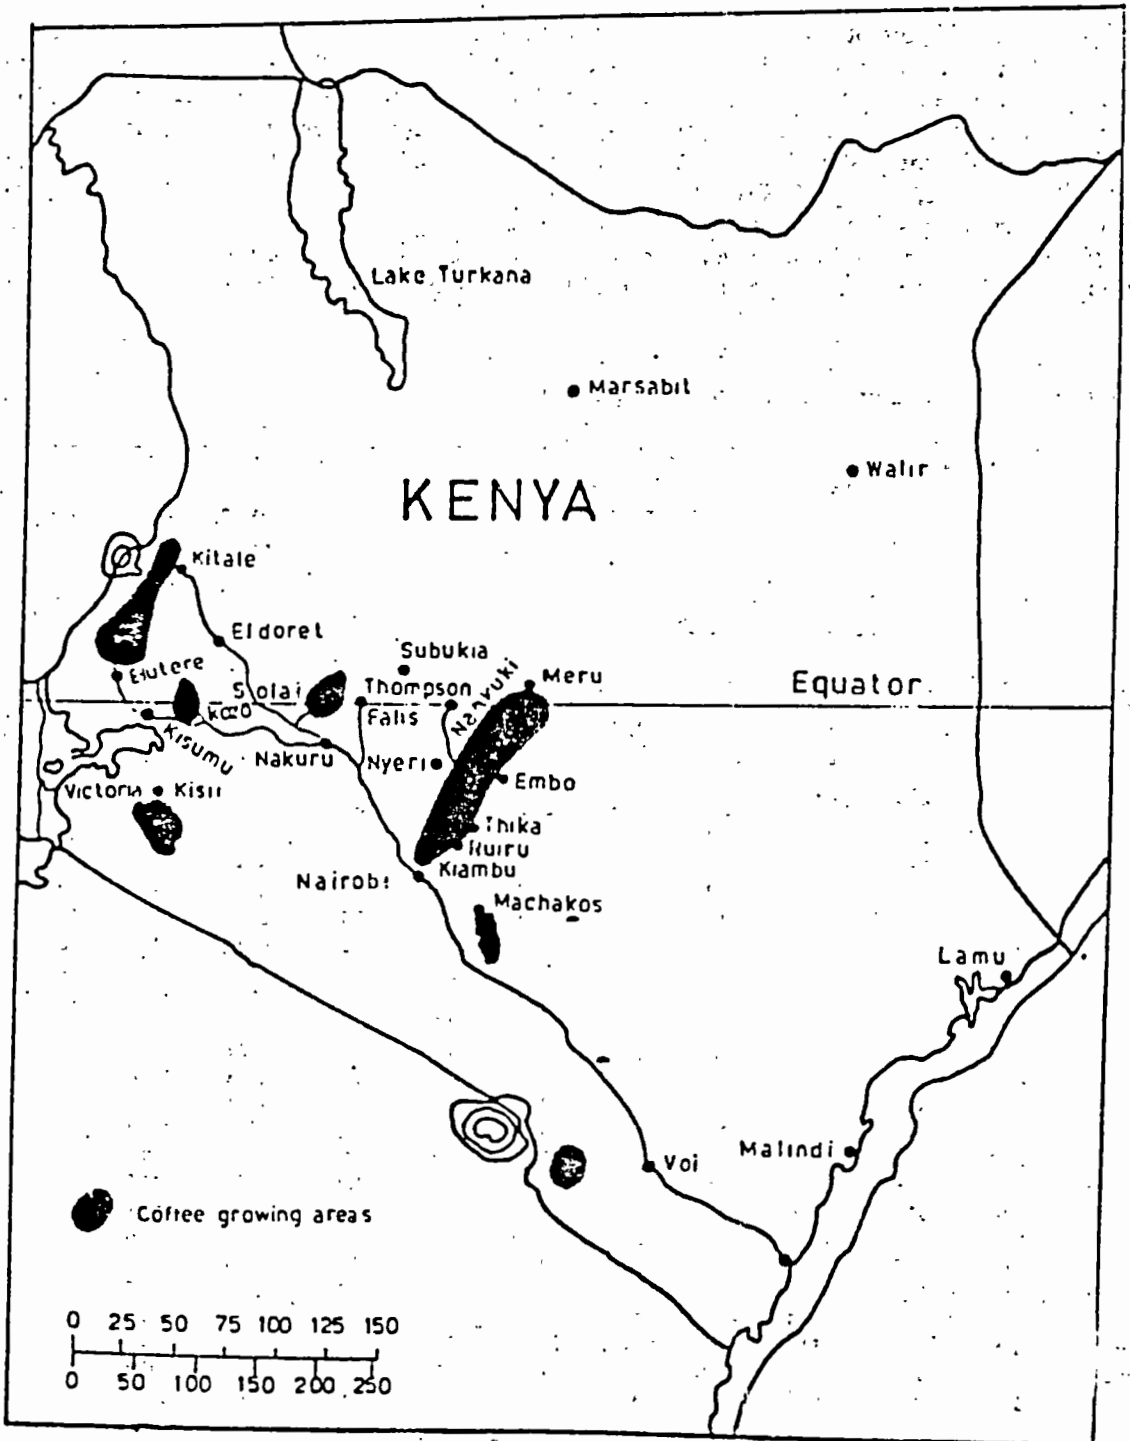 Lake Turkana
Marsabit
Walir
KENYA
Kitale
Eldoret
Subukia
Butere
Solai
Thompson
Falls
Nanyuki
Meru
Equator
Kisumu
Nakuru
Nyeri
Embo
Victoria
Kisii
Thika
Ruiru
Kiambu
Nairobi
Machakos
Lamu
Voi
Malindi
Coffee growing areas
0 25 50 75 100 125 150
0 50 100 150 200 250